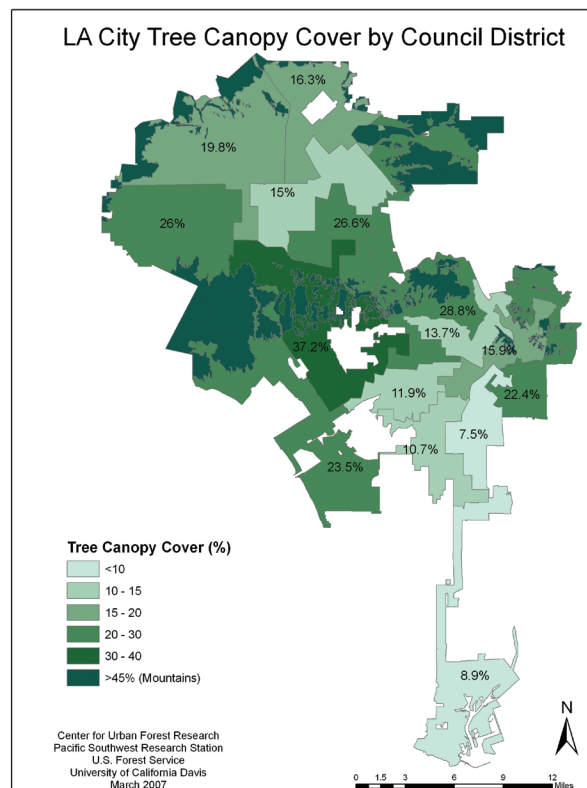 LA City Tree Canopy Cover by Council District
16.3%
19.8%
15%
26%
26.6%
28.8%
13.7%
37.2%
15.9%
11.9%
22.4%
7.5%
10.7%
23.5%
Tree Canopy Cover (%)
<10
10 - 15
15 - 20
20 - 30
30 - 40
>45% (Mountains)
8.9%
Center for Urban Forest Research
Pacific Southwest Research Station
U.S. Forest Service
University of California Davis
March 2007
N
0 1.5 3 6 9 12
Miles